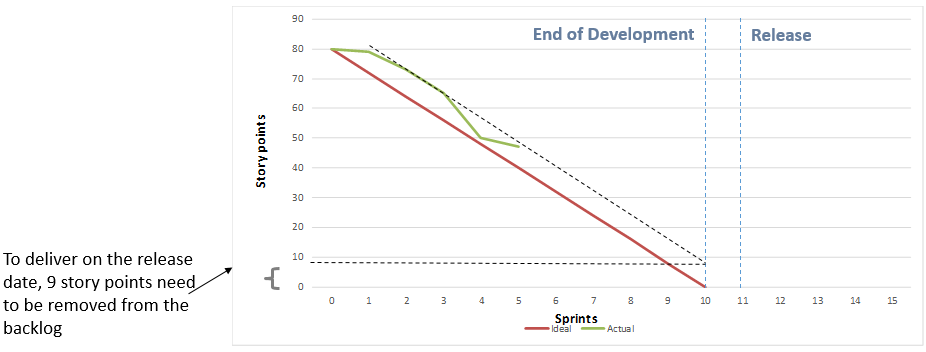 90
80
70
60
50
40
30
20
10
0
Story points
End of Development
Release
0 1 2 3 4 5 6 7 8 9 10 11 12 13 14 15
Sprints
Ideal Actual
To deliver on the release
date, 9 story points need
to be removed from the
backlog